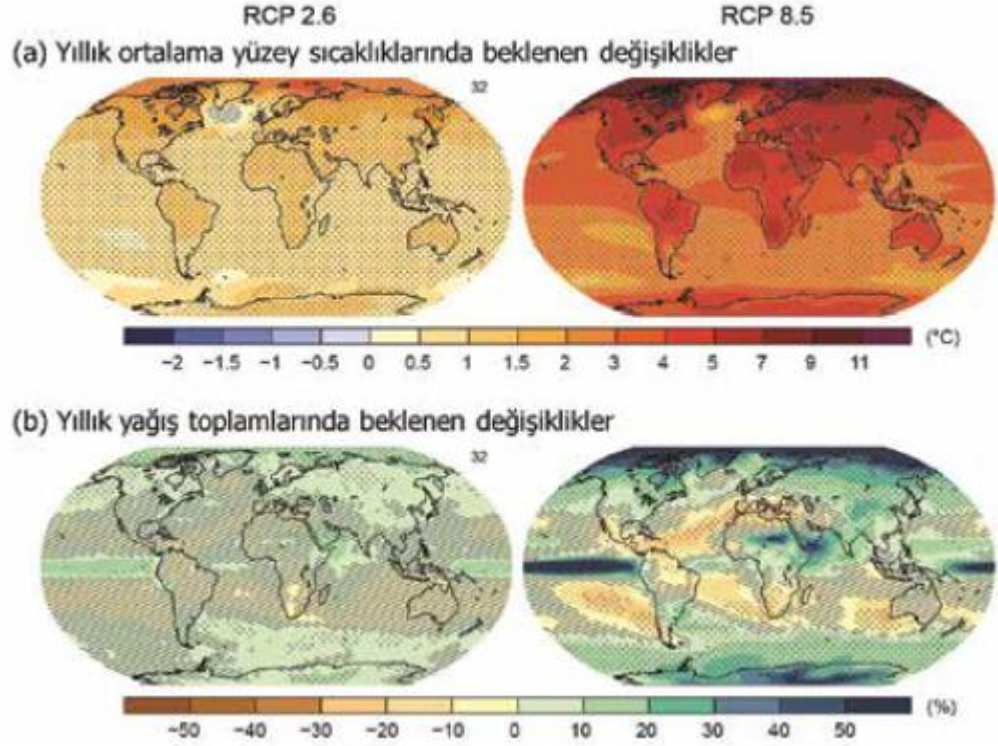 RCP 2.6 RCP 8.5
(a) Yıllık ortalama yüzey sıcaklıklarında beklenen değişiklikler
32
−2 −1.5 −1 −0.5 0 0.5 1 1.5 2 3 4 5 7 9 11 (°C)
(b) Yıllık yağış toplamlarında beklenen değişiklikler
32
−50 −40 −30 −20 −10 0 10 20 30 40 50 (%)